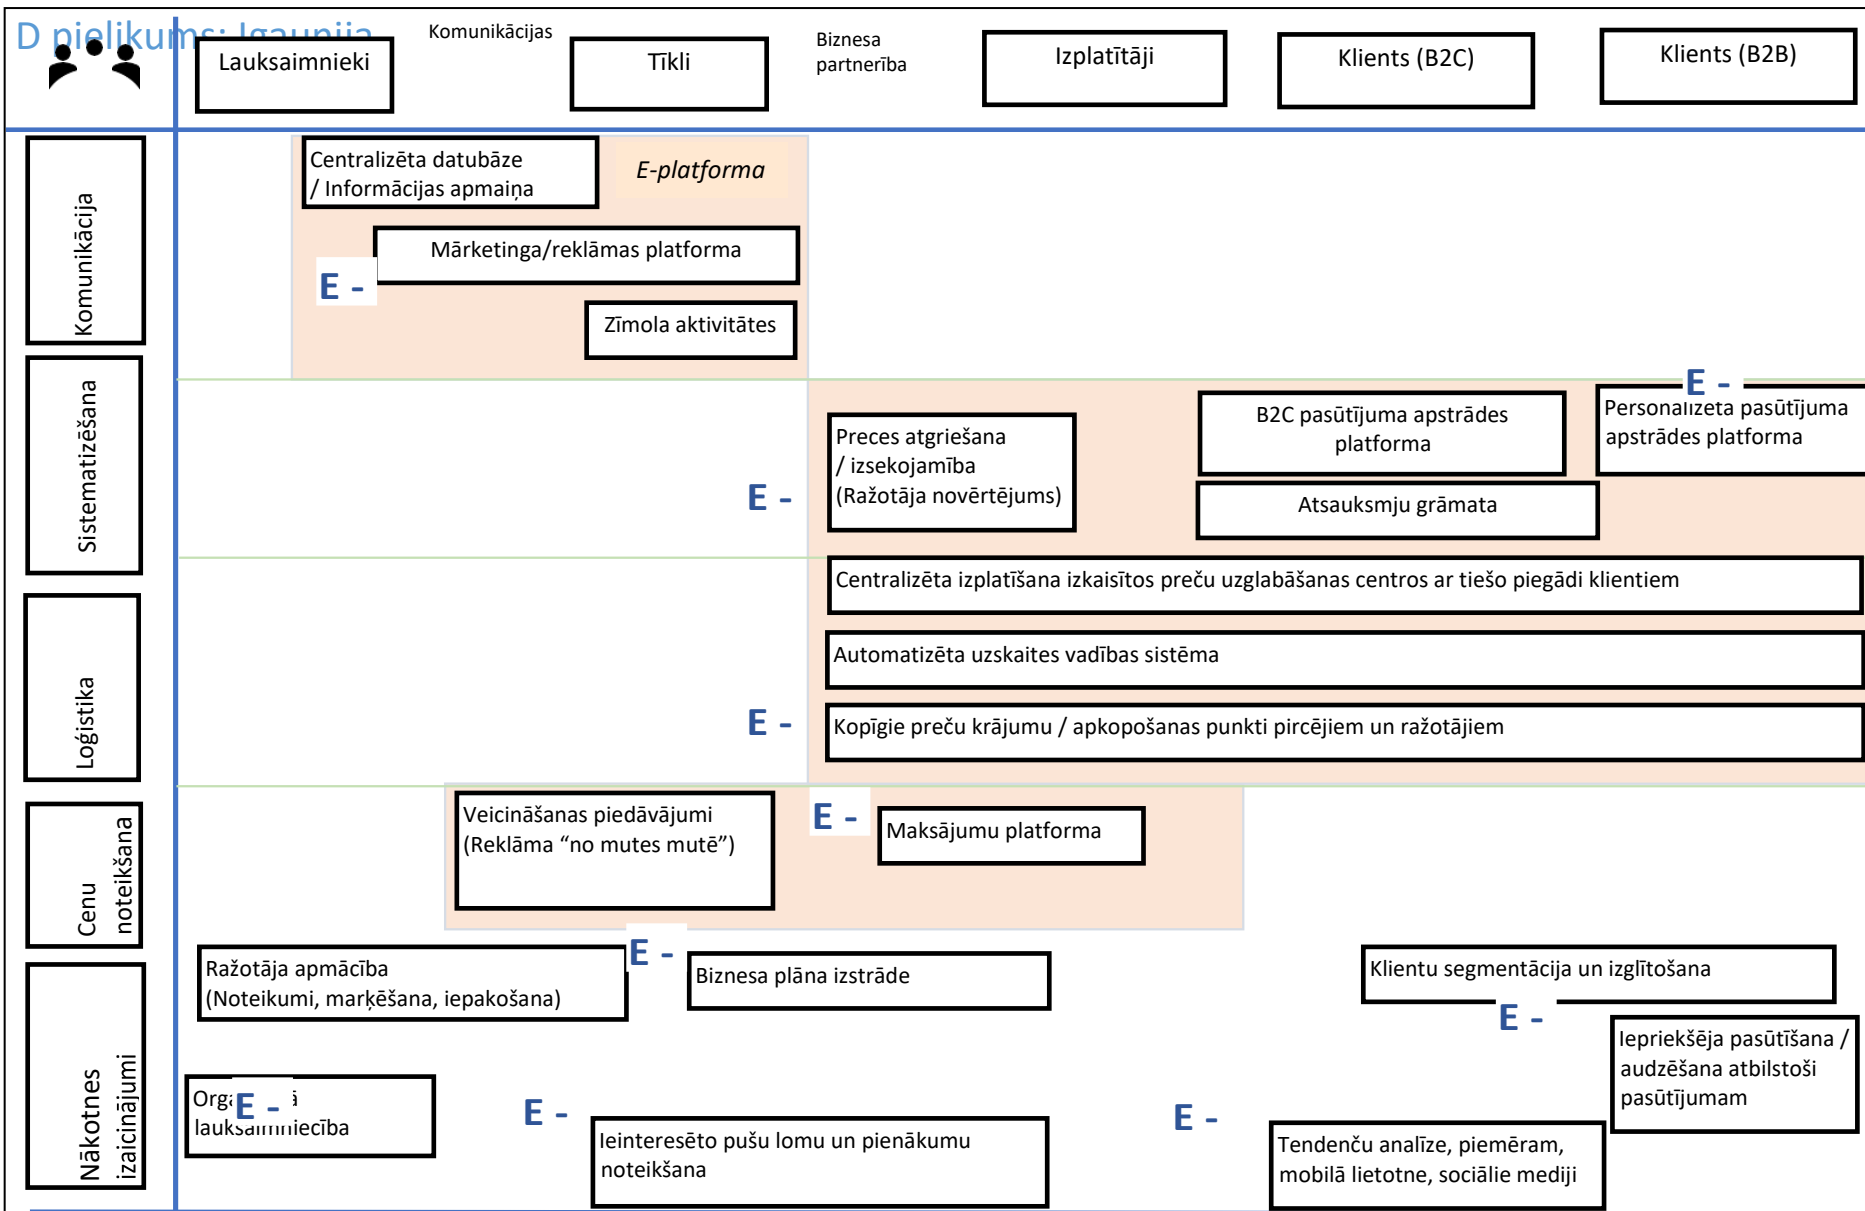 D pielikums: Igaunija
Lauksaimnieki
Komunikācijas
Tīkli
Biznesa
partnerība
Izplatītāji
Klients (B2C)
Klients (B2B)
Komunikācija
Centralizēta datubāze
/ Informācijas apmaiņa
E-platforma
Mārketinga/reklāmas platforma
E -
Zīmola aktivitātes
Sistematizēšana
E -
Preces atgriešana
/ izsekojamība
(Ražotāja novērtējums)
E -
B2C pasūtījuma apstrādes
platforma
Personalizēta pasūtījuma
apstrādes platforma
Atsauksmju grāmata
Loģistika
Centralizēta izplatīšana izkaisītos preču uzglabāšanas centros ar tiešo piegādi klientiem
Automatizēta uzskaites vadības sistēma
E -
Kopīgie preču krājumu / apkopošanas punkti pircējiem un ražotājiem
Cenu
noteikšana
Veicināšanas piedāvājumi
(Reklāma “no mutes mutē”)
E -
Maksājumu platforma
Nākotnes
izaicinājumi
Ražotāja apmācība
(Noteikumi, marķēšana, iepakošana)
E -
Biznesa plāna izstrāde
Klientu segmentācija un izglītošana
E -
Iepriekšēja pasūtīšana /
audzēšana atbilstoši
pasūtījumam
E -
lauksaimniecība
E -
Ieinteresēto pušu lomu un pienākumu
noteikšana
E -
Tendenču analīze, piemēram,
mobilā lietotne, sociālie mediji